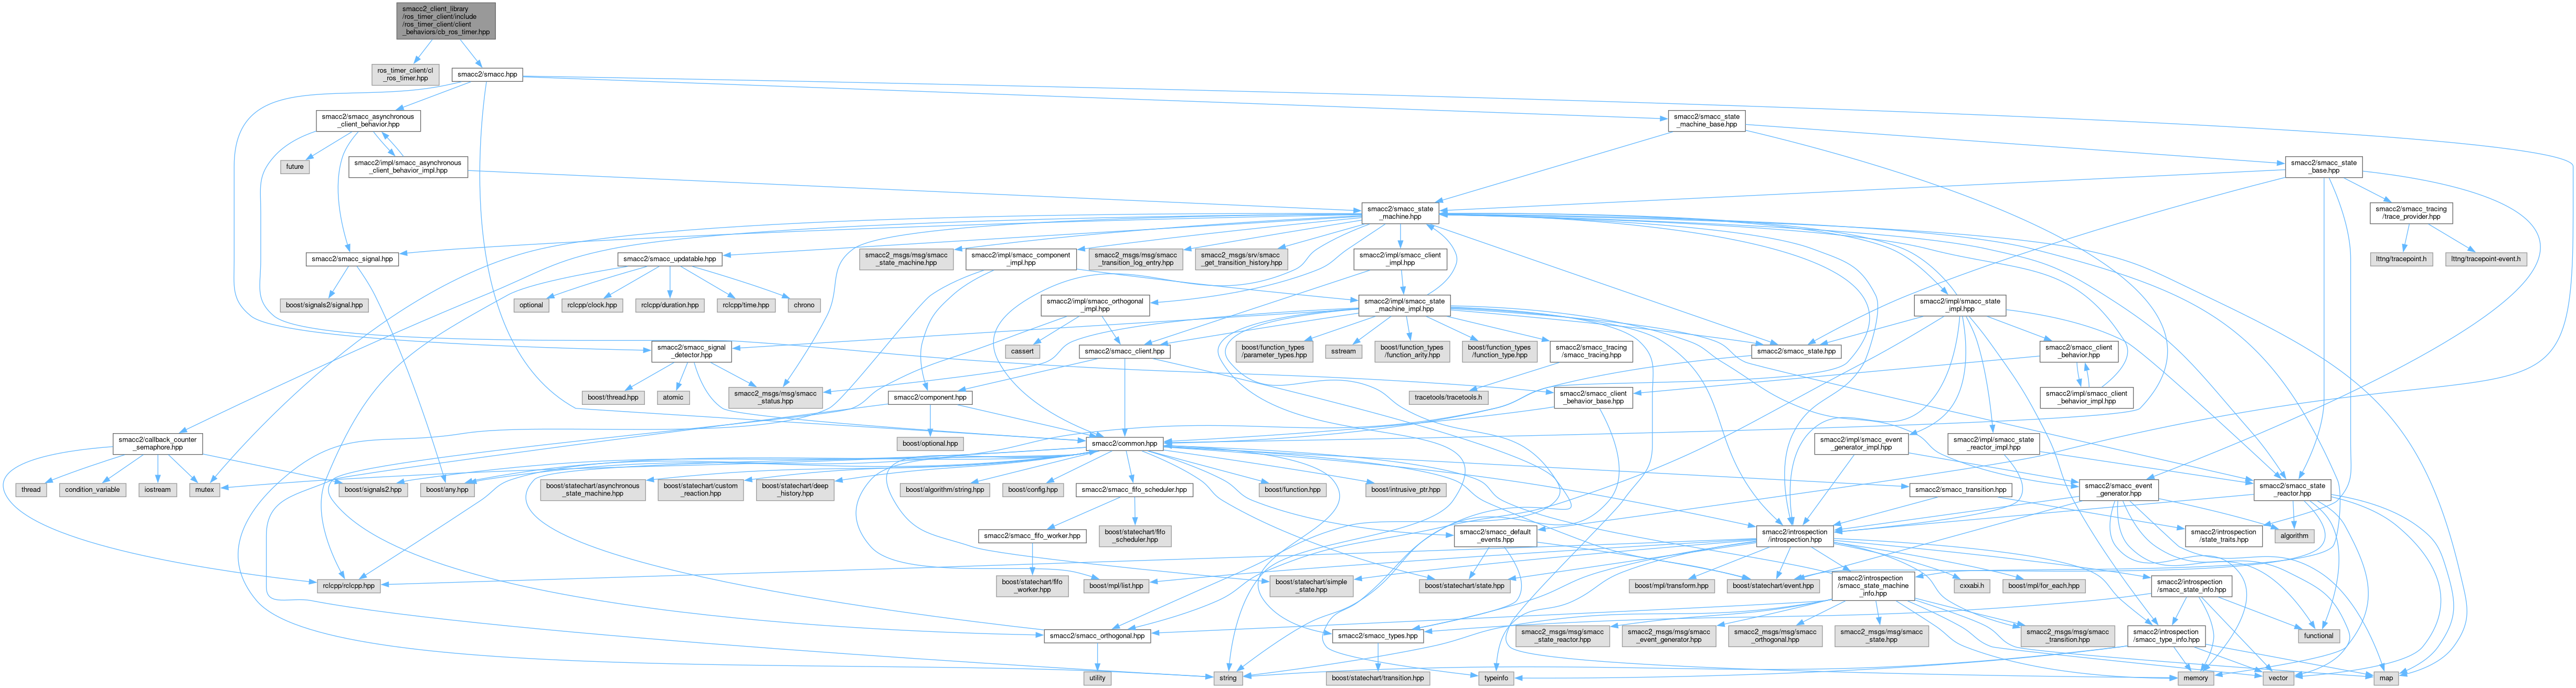 smacc2_client_library
/ros_timer_client/include
/ros_timer_client/client
_behaviors/cb_ros_timer.hpp
ros_timer_client/cl
_ros_timer.hpp
smacc2/smacc.hpp
smacc2/smacc_asynchronous
_client_behavior.hpp
smacc2/smacc_state
_machine_base.hpp
future
smacc2/impl/smacc_asynchronous
_client_behavior_impl.hpp
smacc2/smacc_state
_base.hpp
smacc2/smacc_state
_machine.hpp
smacc2/smacc_tracing
/trace_provider.hpp
smacc2/smacc_signal.hpp
smacc2/smacc_updatable.hpp
smacc2_msgs/msg/smacc
_state_machine.hpp
smacc2/impl/smacc_component
_impl.hpp
smacc2_msgs/msg/smacc
_transition_log_entry.hpp
smacc2_msgs/srv/smacc
_get_transition_history.hpp
smacc2/impl/smacc_client
_impl.hpp
lttng/tracepoint.h
lttng/tracepoint-event.h
boost/signals2/signal.hpp
optional
rclcpp/clock.hpp
rclcpp/duration.hpp
rclcpp/time.hpp
chrono
smacc2/impl/smacc_orthogonal
_impl.hpp
smacc2/impl/smacc_state
_machine_impl.hpp
smacc2/impl/smacc_state
_impl.hpp
smacc2/smacc_signal
_detector.hpp
cassert
smacc2/smacc_client.hpp
boost/function_types
/parameter_types.hpp
sstream
boost/function_types
/function_arity.hpp
boost/function_types
/function_type.hpp
smacc2/smacc_tracing
/smacc_tracing.hpp
smacc2/smacc_state.hpp
smacc2/smacc_client
_behavior.hpp
boost/thread.hpp
atomic
smacc2_msgs/msg/smacc
_status.hpp
smacc2/component.hpp
tracetools/tracetools.h
smacc2/smacc_client
_behavior_base.hpp
smacc2/impl/smacc_client
_behavior_impl.hpp
smacc2/callback_counter
_semaphore.hpp
boost/optional.hpp
smacc2/common.hpp
smacc2/impl/smacc_event
_generator_impl.hpp
smacc2/impl/smacc_state
_reactor_impl.hpp
thread
condition_variable
iostream
mutex
boost/signals2.hpp
boost/any.hpp
boost/statechart/asynchronous
_state_machine.hpp
boost/statechart/custom
_reaction.hpp
boost/statechart/deep
_history.hpp
boost/algorithm/string.hpp
boost/config.hpp
smacc2/smacc_fifo_scheduler.hpp
boost/function.hpp
boost/intrusive_ptr.hpp
smacc2/smacc_transition.hpp
smacc2/smacc_event
_generator.hpp
smacc2/smacc_state
_reactor.hpp
smacc2/smacc_fifo_worker.hpp
boost/statechart/fifo
_scheduler.hpp
smacc2/smacc_default
_events.hpp
smacc2/introspection
/introspection.hpp
smacc2/introspection
/state_traits.hpp
algorithm
rclcpp/rclcpp.hpp
boost/statechart/fifo
_worker.hpp
boost/mpl/list.hpp
boost/statechart/simple
_state.hpp
boost/statechart/state.hpp
boost/mpl/transform.hpp
boost/statechart/event.hpp
smacc2/introspection
/smacc_state_machine
_info.hpp
cxxabi.h
boost/mpl/for_each.hpp
smacc2/introspection
/smacc_state_info.hpp
smacc2/smacc_orthogonal.hpp
smacc2/smacc_types.hpp
smacc2_msgs/msg/smacc
_state_reactor.hpp
smacc2_msgs/msg/smacc
_event_generator.hpp
smacc2_msgs/msg/smacc
_orthogonal.hpp
smacc2_msgs/msg/smacc
_state.hpp
smacc2_msgs/msg/smacc
_transition.hpp
smacc2/introspection
/smacc_type_info.hpp
functional
utility
string
boost/statechart/transition.hpp
typeinfo
memory
vector
map